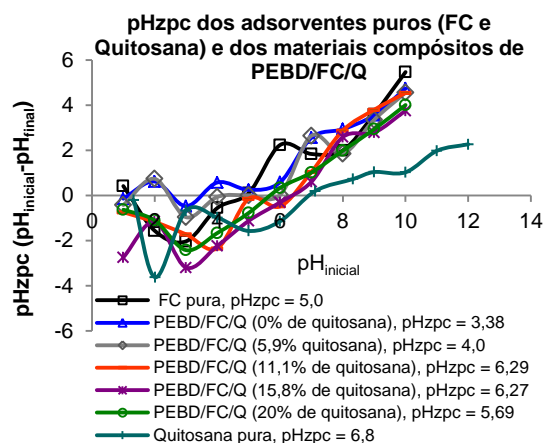 pHzpc dos adsorventes puros (FC e
Quitosana) e dos materiais compósitos de
PEBD/FC/Q
pHzpc (pHinicial-pHfinal)
6
4
2
0
-2
-4
-6
0 2 4 6 8 10 12 14
pHinicial
FC pura, pHzpc = 5,0
PEBD/FC/Q (0% de quitosana), pHzpc = 3,38
PEBD/FC/Q (5,9% quitosana), pHzpc = 4,0
PEBD/FC/Q (11,1% de quitosana), pHzpc = 6,29
PEBD/FC/Q (15,8% de quitosana), pHzpc = 6,27
PEBD/FC/Q (20% de quitosana), pHzpc = 5,69
Quitosana pura, pHzpc = 6,8